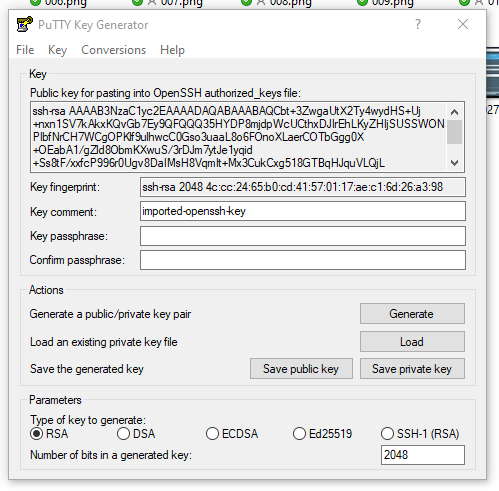 006.png
007.png
008.png
009.png
01
PuTTY Key Generator
?
File Key Conversions Help
Key
Public key for pasting into OpenSSH authorized_keys file:
ssh-rsa AAAAB3NzaC1yc2EAAAADAQABAAABAQCbt+3ZwgaUtX2Ty4wydHS+Uj
+nxn1SV7kAkxKQvGb7Ey9QFQQQ35HYDP8mjdpWcUCthxDJlrEhLKyZHIjSUSSWON
PlbfNrCH7WCgOPKlf9ulhwcC0Gso3uaaL8o6FOnoXLaerCOTbGgg0X
+OEabA1/gZld8ObmKXwuS/3rDJm7ytJe1yqid
+Ss8tF/xxfcP996r0Ugv8DaIMsH8Vqmlt+Mx3CukCxg518GTBqHJquVLQjL
Key fingerprint: ssh-rsa 2048 4c:cc:24:65:b0:cd:41:57:01:17:ae:c1:6d:26:a3:98
Key comment: imported-openssh-key
Key passphrase:
Confirm passphrase:
Actions
Generate a public/private key pair Generate
Load an existing private key file Load
Save the generated key Save public key Save private key
Parameters
Type of key to generate:
RSA DSA ECDSA Ed25519 SSH-1 (RSA)
Number of bits in a generated key: 2048
027